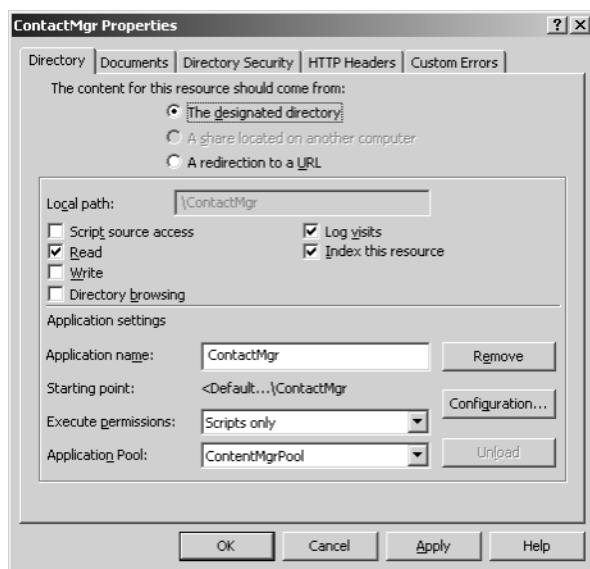 ContactMgr Properties
Directory Documents Directory Security HTTP Headers Custom Errors
The content for this resource should come from:
The designated directory
A share located on another computer
A redirection to a URL
Local path: \ContactMgr
Script source access Log visits
Read Index this resource
Write
Directory browsing
Application settings
Application name: ContactMgr Remove
Starting point: <Default...\ContactMgr
Configuration...
Execute permissions: Scripts only
Application Pool: ContentMgrPool Unload
OK Cancel Apply Help